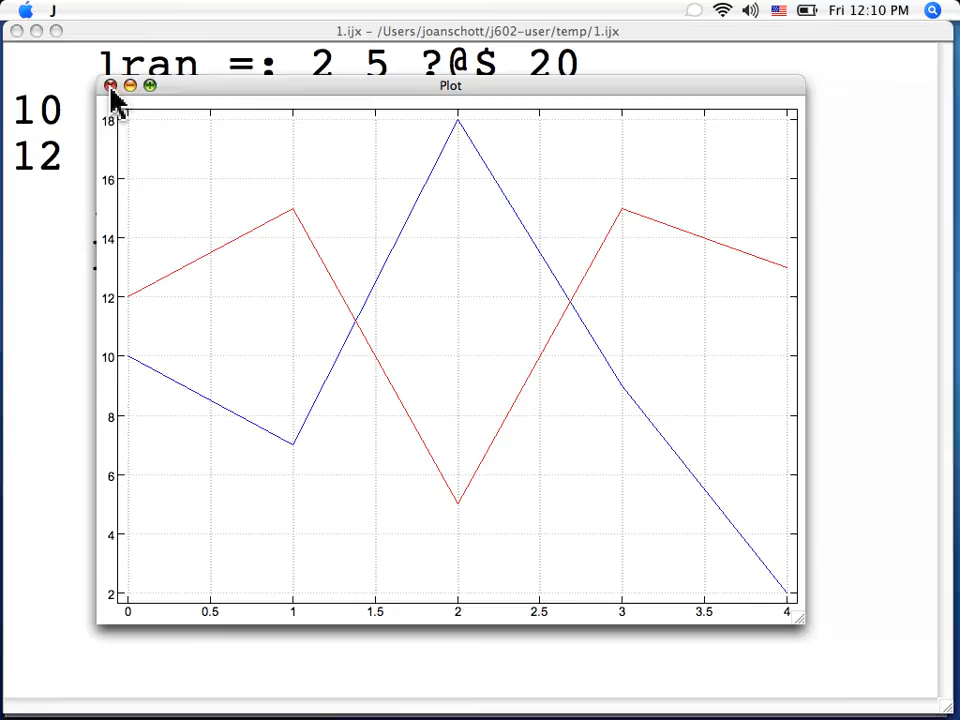 J Fri 12:10 PM
1.ijx – /Users/joanschott/j602-user/temp/1.ijx
=: 2 5 ?@$ 20
Plot
10
12
18
16
14
12
10
8
6
4
2
0 0.5 1 1.5 2 2.5 3 3.5 4